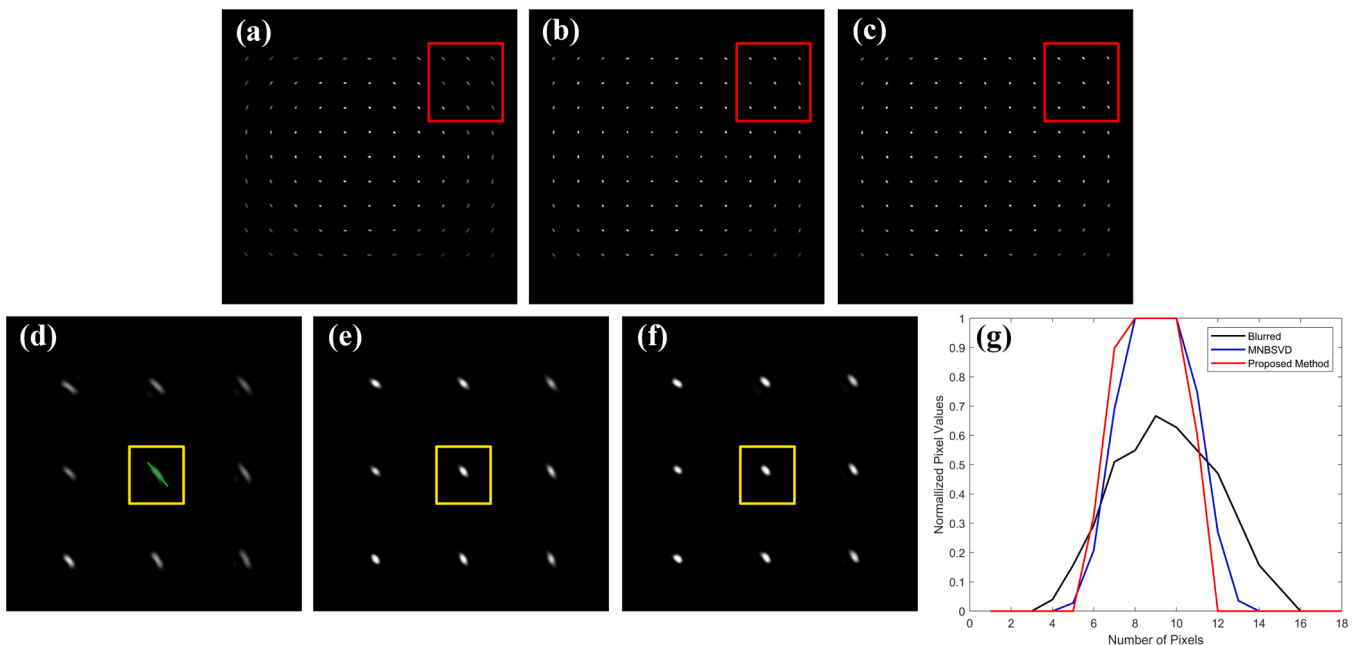 (a)
(b)
(c)
(d)
(e)
(f)
(g)
Blurred
MNBSVD
Proposed Method
Normallized Pixel Values
1
0.9
0.8
0.7
0.6
0.5
0.4
0.3
0.2
0.1
0
0 2 4 6 8 10 12 14 16 18
Number of Pixels